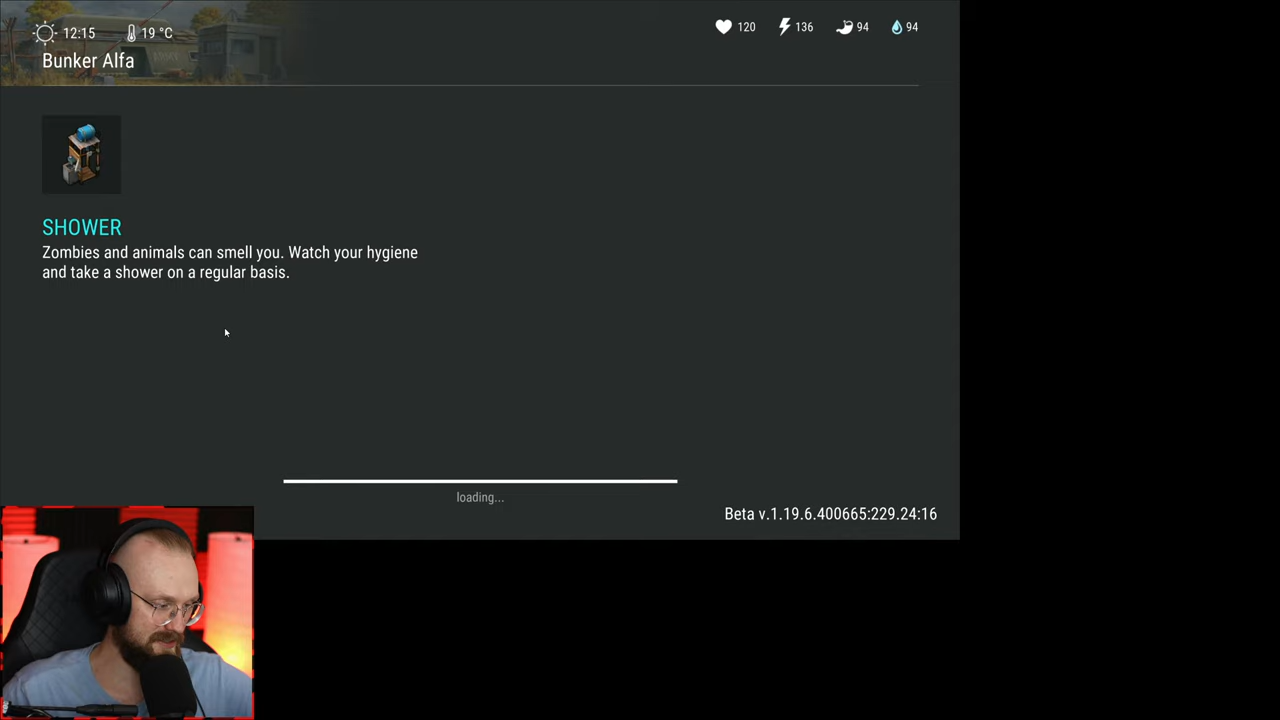 12:15 19 °C 120 136 94 94
Bunker Alfa
SHOWER
Zombies and animals can smell you. Watch your hygiene
and take a shower on a regular basis.
loading...
Beta v.1.19.6.400665:229.24:16